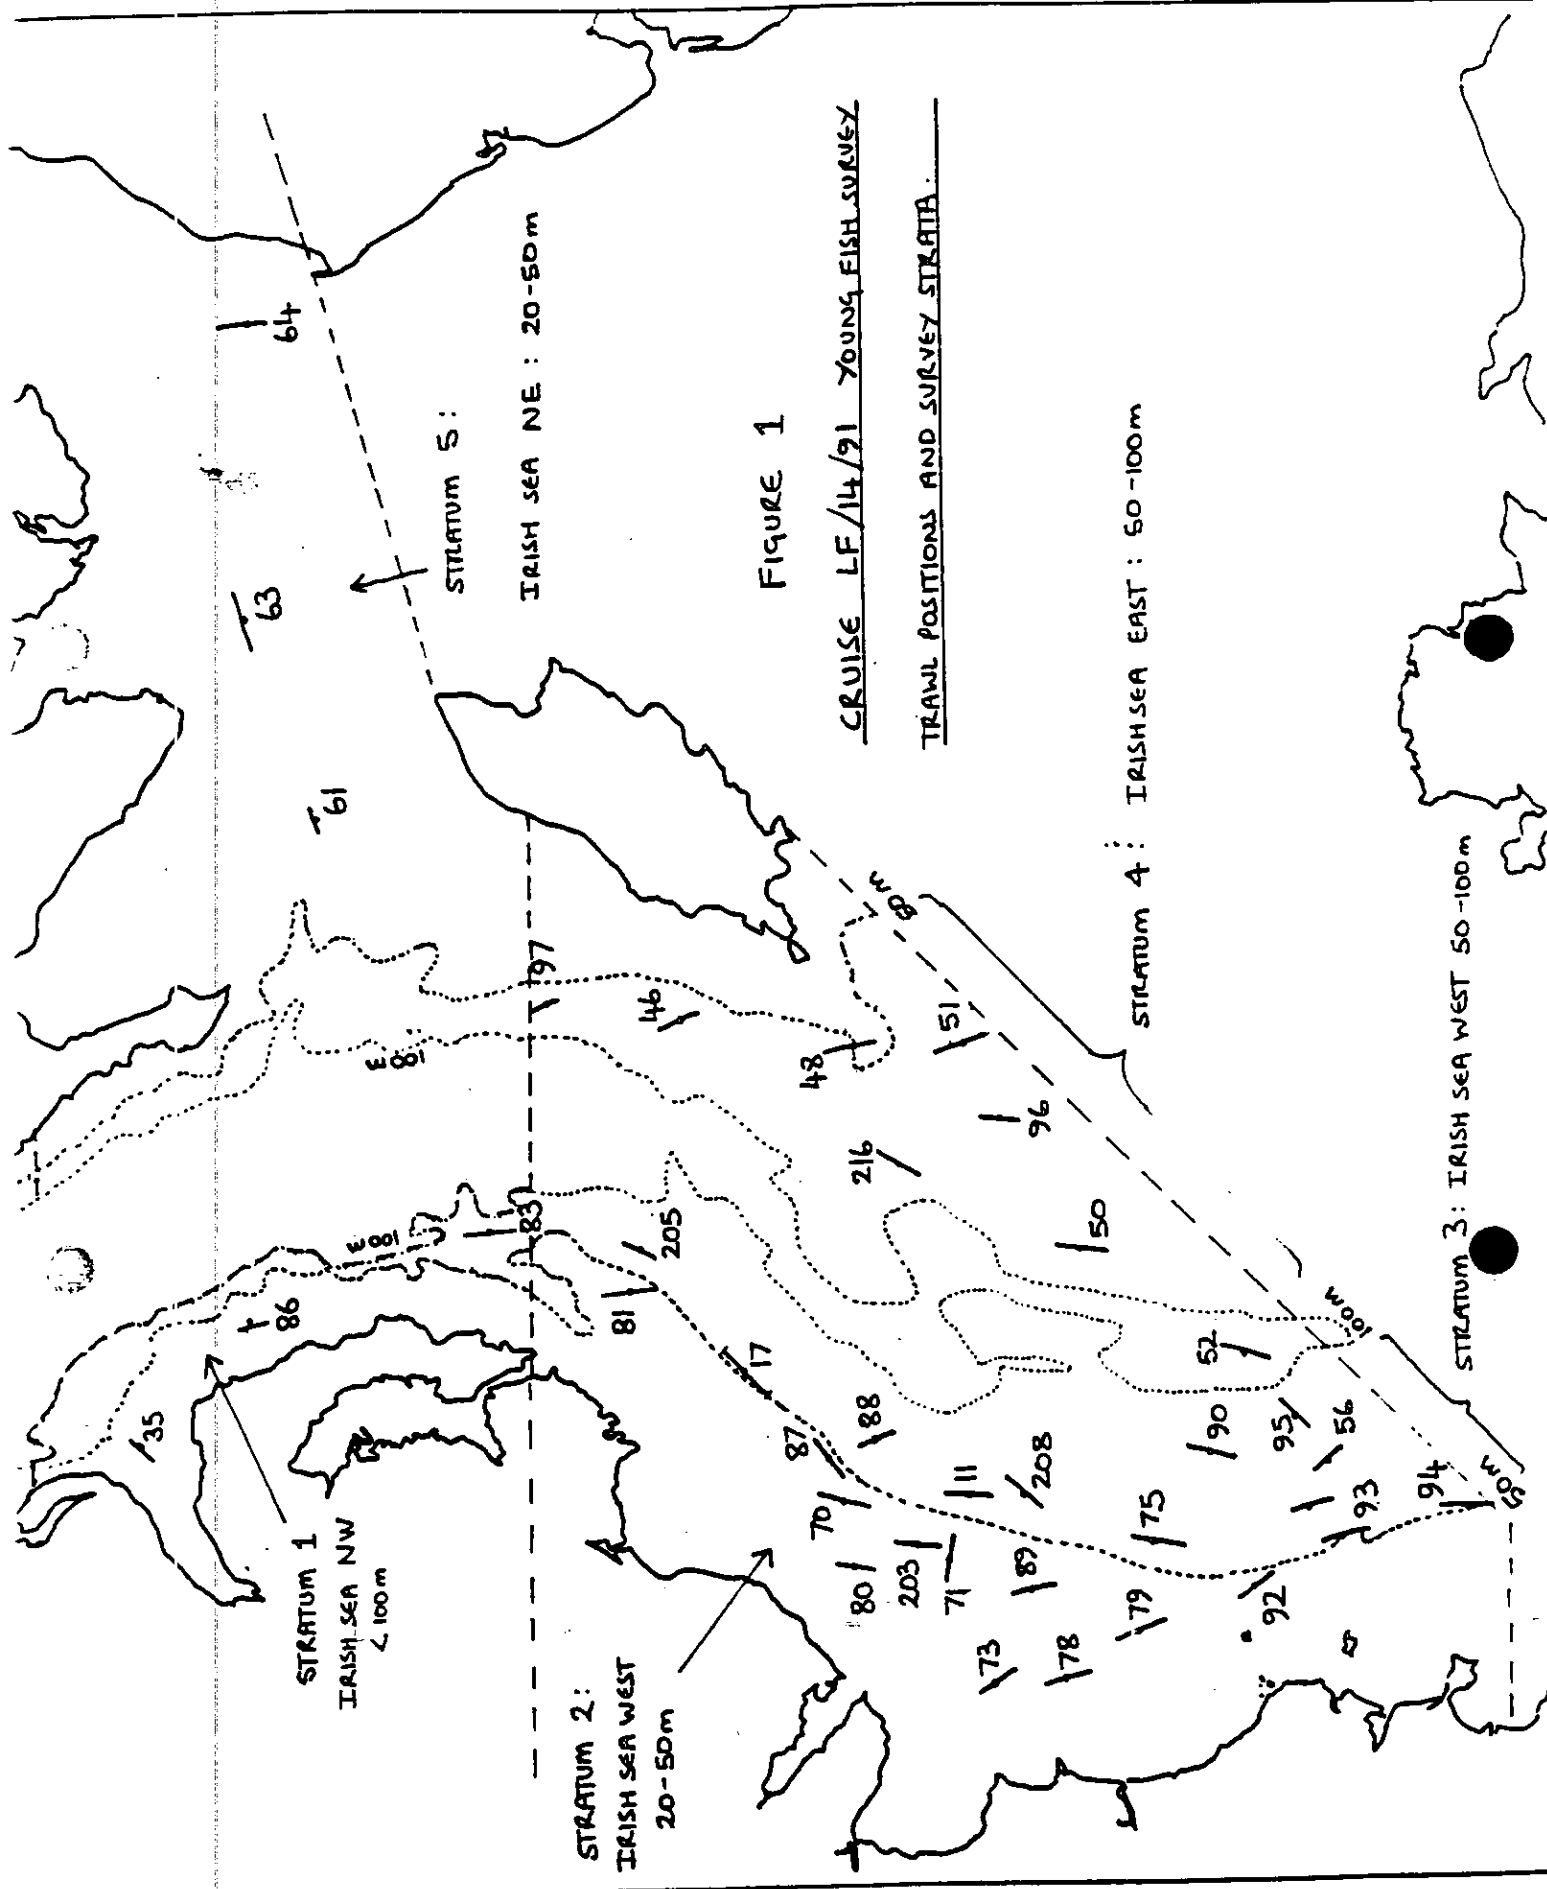 FIGURE 1
CRUISE LF/14/91 YOUNG FISH SURVEY
TRAWL POSITIONS AND SURVEY STRATA.
STRATUM 1
IRISH SEA NW
<100m
STRATUM 2:
IRISH SEA WEST
20-50m
STRATUM 3: IRISH SEA WEST 50-100m
STRATUM 4: IRISH SEA EAST: 50-100m
STRATUM 5:
IRISH SEA NE: 20-50m
35
86
100m
100m
83
97
61
63
64
81
205
46
17
87
88
70
80
203
71
11
208
89
73
78
79
75
92
90
95
56
93
94
52
50
216
48
51
96
50m
100m
50m